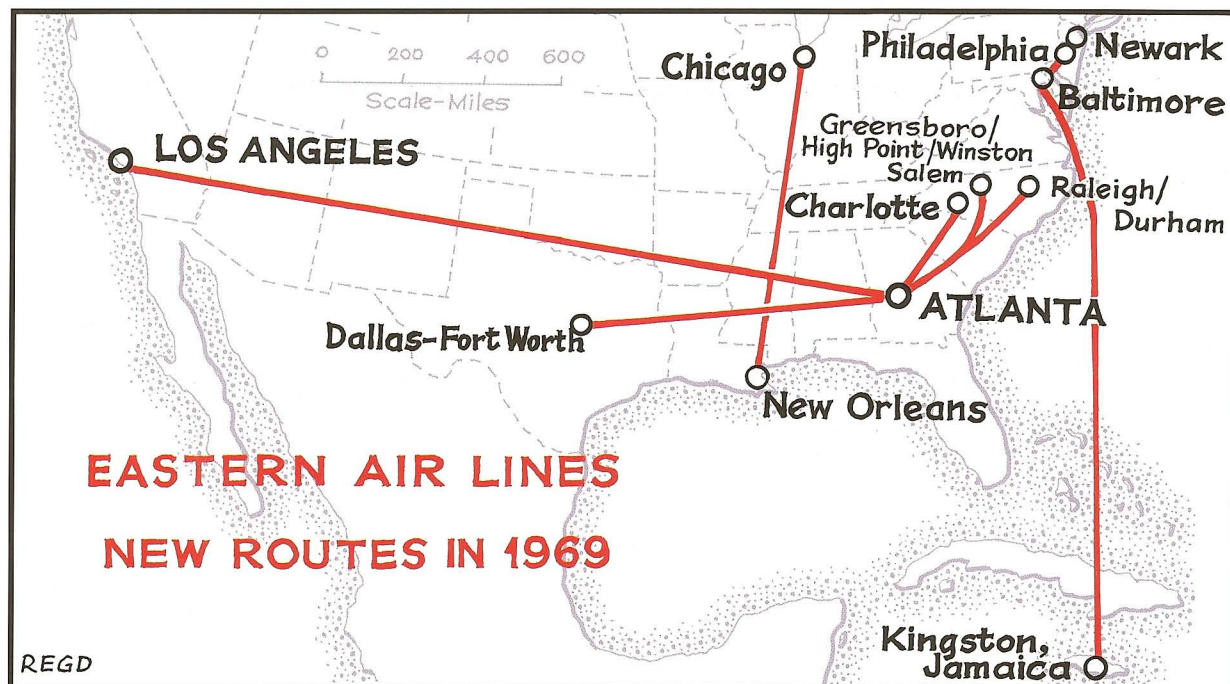 0 200 400 600
Scale-Miles
Chicago
Philadelphia
Newark
Baltimore
LOS ANGELES
Greensboro/
High Point/Winston
Salem
Charlotte
Raleigh/
Durham
ATLANTA
Dallas-Fort Worth
New Orleans
EASTERN AIR LINES
NEW ROUTES IN 1969
Kingston,
Jamaica
REGD